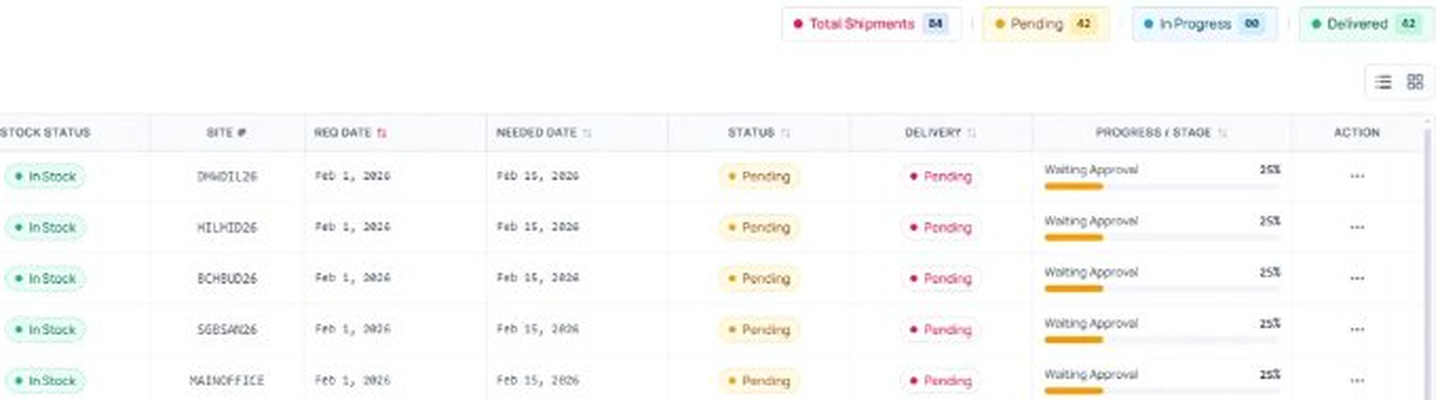 Total Shipments 84 Pending 42 In Progress 00 Delivered 42
STOCK STATUS SITE # REQ DATE NEEDED DATE STATUS DELIVERY PROGRESS / STAGE ACTION
In Stock DMWDIL26 Feb 1, 2026 Feb 15, 2026 Pending Pending Waiting Approval 25% ...
In Stock Feb 1, 2026 Feb 15, 2026 Pending Pending Waiting Approval 25% ...
In Stock BCHBUD26 Feb 1, 2026 Feb 15, 2026 Pending Pending Waiting Approval 25% ...
In Stock SGBSAN26 Feb 1, 2026 Feb 15, 2026 Pending Pending Waiting Approval 25% ...
In Stock MAINOFFICE Feb 1, 2026 Feb 15, 2026 Pending Pending Waiting Approval 25% ...